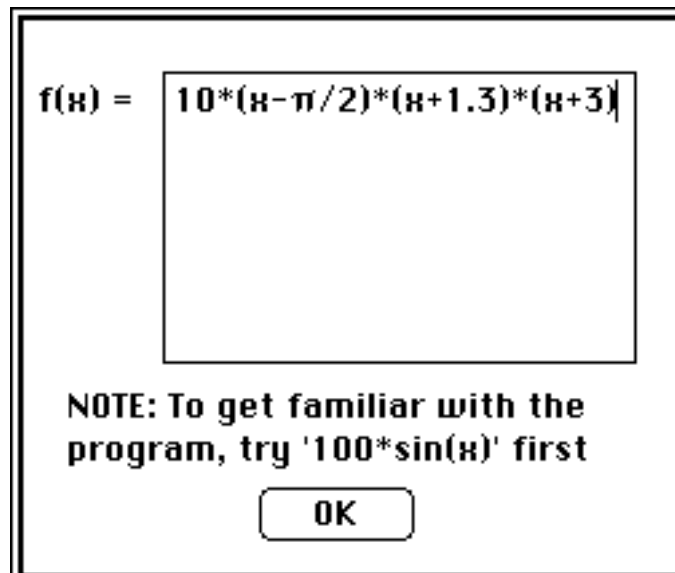 f(x) = 10*(x-π/2)*(x+1.3)*(x+3)
NOTE: To get familiar with the
program, try '100*sin(x)' first
OK